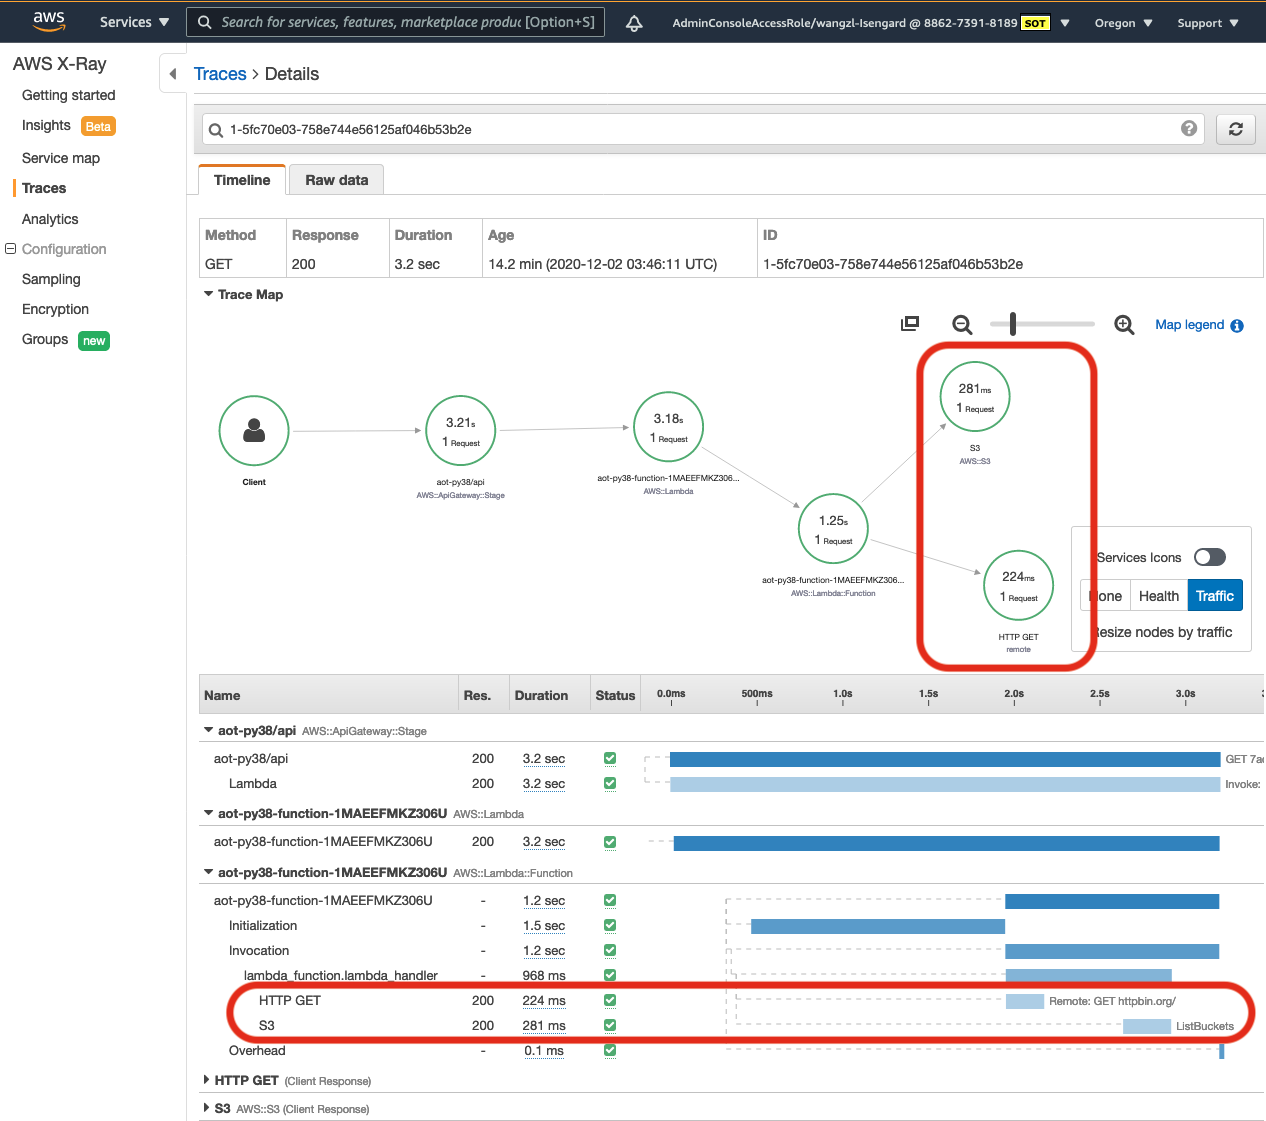 aws
Services
Search for services, features, marketplace produc [Option+S]
AdminConsoleAccessRole/wangzl-Isengard @ 8862-7391-8189 SOT
Oregon
Support
AWS X-Ray
Getting started
Insights Beta
Service map
Traces
Analytics
Configuration
Sampling
Encryption
Groups new
Traces > Details
1-5fc70e03-758e744e56125af046b53b2e
Timeline Raw data
Method Response Duration Age ID
GET 200 3.2 sec 14.2 min (2020-12-02 03:46:11 UTC) 1-5fc70e03-758e744e56125af046b53b2e
Trace Map
Map legend
Client
3.21s
1 Request
aot-py38/api
AWS::ApiGateway::Stage
3.18s
1 Request
aot-py38-function-1MAEEFMKZ306...
AWS::Lambda
1.25s
1 Request
aot-py38-function-1MAEEFMKZ306...
AWS::Lambda::Function
281ms
1 Request
S3
AWS::S3
224ms
1 Request
HTTP GET
remote
Services Icons
None Health Traffic
Resize nodes by traffic
Name Res. Duration Status 0.0ms 500ms 1.0s 1.5s 2.0s 2.5s 3.0s
aot-py38/api AWS::ApiGateway::Stage
aot-py38/api 200 3.2 sec GET 7ac
Lambda 200 3.2 sec Invoke:
aot-py38-function-1MAEEFMKZ306U AWS::Lambda
aot-py38-function-1MAEEFMKZ306U 200 3.2 sec
aot-py38-function-1MAEEFMKZ306U AWS::Lambda::Function
aot-py38-function-1MAEEFMKZ306U - 1.2 sec
Initialization - 1.5 sec
Invocation - 1.2 sec
lambda_function.lambda_handler - 968 ms
HTTP GET 200 224 ms Remote: GET httpbin.org/
S3 200 281 ms ListBuckets
Overhead - 0.1 ms
HTTP GET (Client Response)
S3 AWS::S3 (Client Response)